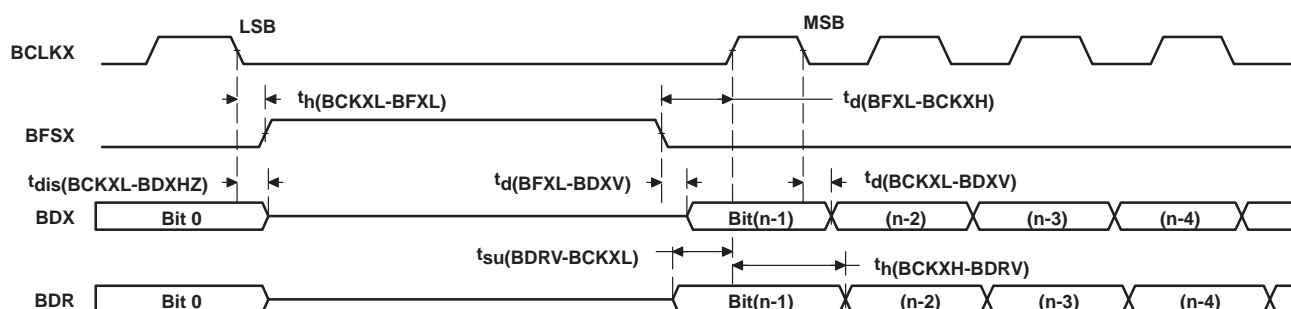 LSB
MSB
BCLKX
th(BCKXL-BFXL)
td(BFXL-BCKXH)
BFSX
tdis(BCKXL-BDXHZ)
td(BFXL-BDXV)
td(BCKXL-BDXV)
BDX
Bit 0
Bit(n-1)
(n-2)
(n-3)
(n-4)
tsu(BDRV-BCKXL)
th(BCKXH-BDRV)
BDR
Bit 0
Bit(n-1)
(n-2)
(n-3)
(n-4)